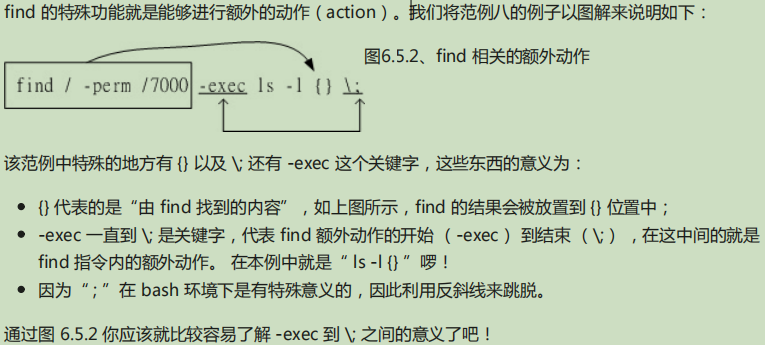 find 的特殊功能就是能够进行额外的动作（action）。我们将范例八的例子以图解来说明如下：
图6.5.2、find 相关的额外动作
find / -perm /7000 -exec ls -l {} \;
该范例中特殊的地方有 {} 以及 \; 还有 -exec 这个关键字，这些东西的意义为：
{} 代表的是“由 find 找到的内容”，如上图所示，find 的结果会被放置到 {} 位置中；
-exec 一直到 \; 是关键字，代表 find 额外动作的开始（-exec）到结束（\;），在这中间的就是
find 指令内的额外动作。 在本例中就是“ ls -l {} ”啰！
因为“ ; ”在 bash 环境下是有特殊意义的，因此利用反斜线来跳脱。
通过图 6.5.2 你应该就比较容易了解 -exec 到 \; 之间的意义了吧！